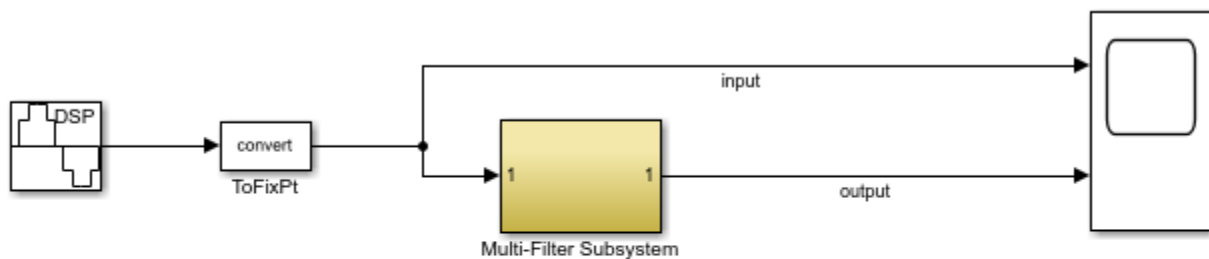 input
DSP
convert
ToFixPt
1 1
output
Multi-Filter Subsystem